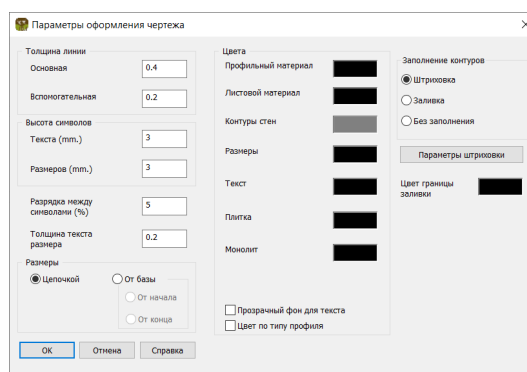 Параметры оформления чертежа
Толщина линии
Основная 0.4
Вспомогательная 0.2
Высота символов
Текста (mm.) 3
Размеров (mm.) 3
Разрядка между
символами (%) 5
Толщина текста
размера 0.2
Размеры
Цепочкой От базы
От начала
От конца
ОК Отмена Справка
Цвета
Профильный материал
Листовой материал
Контуры стен
Размеры
Текст
Плитка
Монолит
Прозрачный фон для текста
Цвет по типу профиля
Заполнение контуров
Штриховка
Заливка
Без заполнения
Параметры штриховки
Цвет границы
заливки